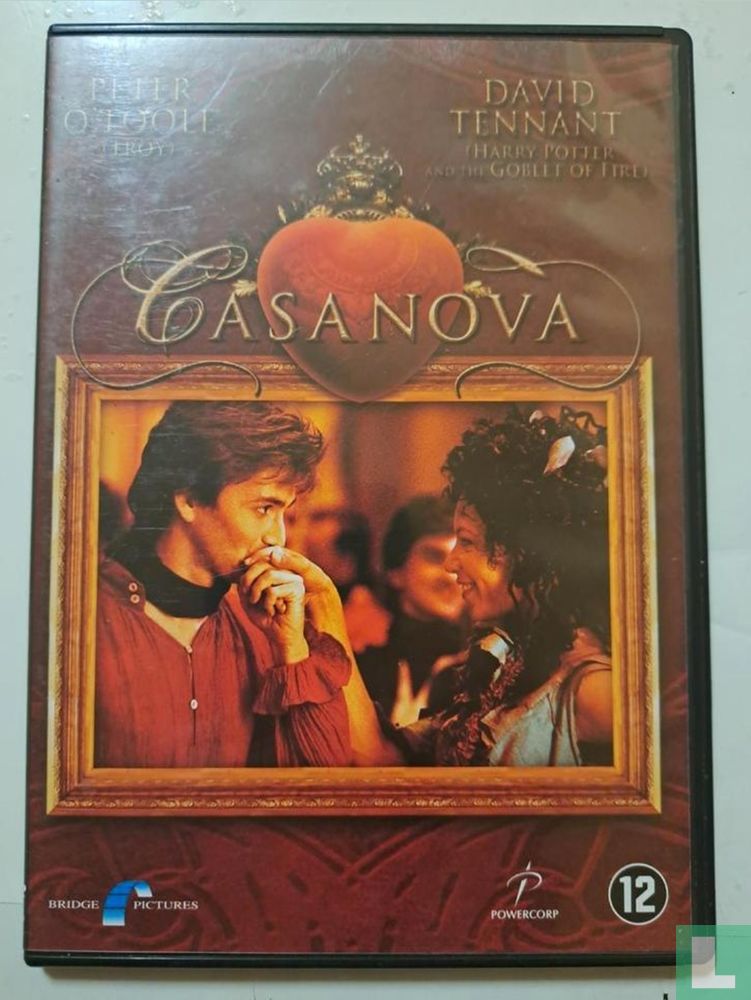 PETER
O'TOOLE
(TROY)
DAVID
TENNANT
(HARRY POTTER
AND THE GOBLET OF FIRE)
CASANOVA
BRIDGE PICTURES
POWERCORP
12
L